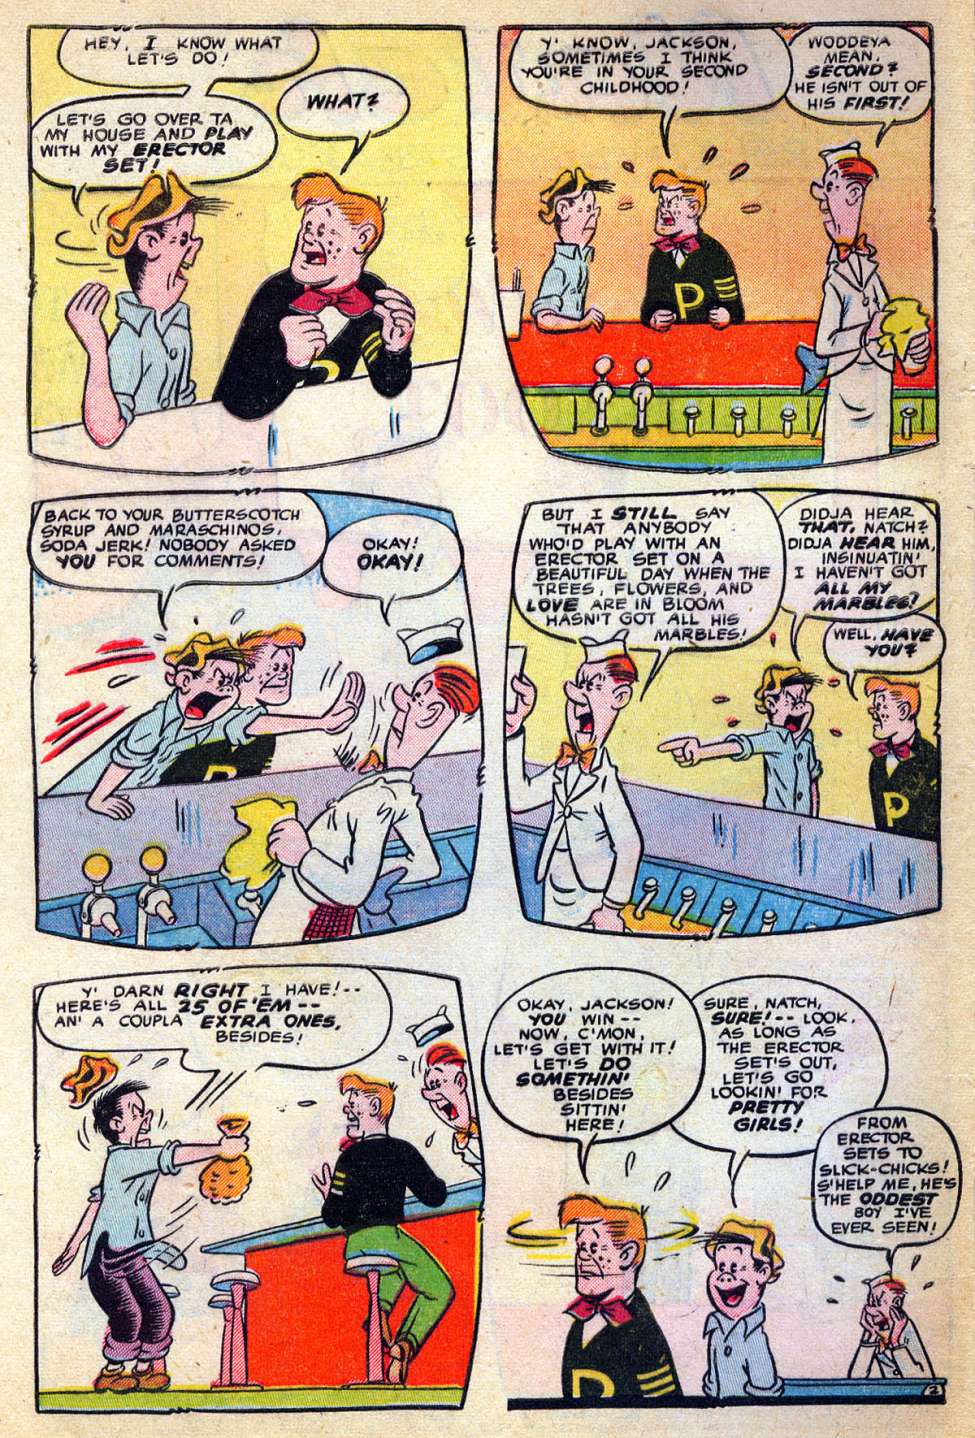 HEY, I KNOW WHAT
LET'S DO!
LET'S GO OVER TA
MY HOUSE AND PLAY
WITH MY ERECTOR
SET!
WHAT?
Y' KNOW, JACKSON,
SOMETIMES I THINK
YOU'RE IN YOUR SECOND
CHILDHOOD!
WODDEYA
MEAN,
SECOND?
HE ISN'T OUT OF
HIS FIRST!
P
P
BACK TO YOUR BUTTERSCOTCH
SYRUP AND MARASCHINOS,
SODA JERK! NOBODY ASKED
YOU FOR COMMENTS!
OKAY!
OKAY!
P
BUT I STILL SAY
THAT ANYBODY
WHO'D PLAY WITH AN
ERECTOR SET ON A
BEAUTIFUL DAY WHEN THE
TREES, FLOWERS, AND
LOVE ARE IN BLOOM
HASN'T GOT ALL HIS
MARBLES!
DIDJA HEAR
THAT, NATCH?
DIDJA HEAR HIM,
INSINUATIN'
I HAVEN'T GOT
ALL MY
MARBLES?
WELL, HAVE
YOU?
P
Y' DARN RIGHT I HAVE!--
HERE'S ALL 25 OF 'EM--
AN' A COUPLA EXTRA ONES,
BESIDES!
OKAY, JACKSON!
YOU WIN--
NOW, C'MON,
LET'S GET WITH IT!
LET'S DO
SOMETHIN'
BESIDES
SITTIN'
HERE!
SURE, NATCH,
SURE!-- LOOK,
AS LONG AS
THE ERECTOR
SET'S OUT,
LET'S GO
LOOKIN' FOR
PRETTY
GIRLS!
FROM
ERECTOR
SETS TO
SLICK-CHICKS!
S'HELP ME, HE'S
THE ODDEST
BOY I'VE
EVER SEEN!
P
2